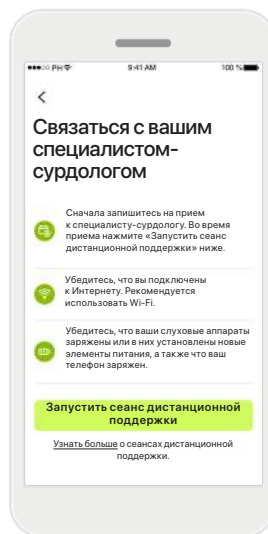 PH 9:41 AM 100 %
Связаться с вашим
специалистом-
сурдологом
Сначала запишитесь на прием
к специалисту-сурдологу. Во время
приема нажмите «Запустить сеанс
дистанционной поддержки» ниже.
Убедитесь, что вы подключены
к Интернету. Рекомендуется
использовать Wi-Fi.
Убедитесь, что ваши слуховые аппараты
заряжены или в них установлены новые
элементы питания, а также что ваш
телефон заряжен.
Запустить сеанс дистанционной
поддержки
Узнать больше о сеансах дистанционной
поддержки.